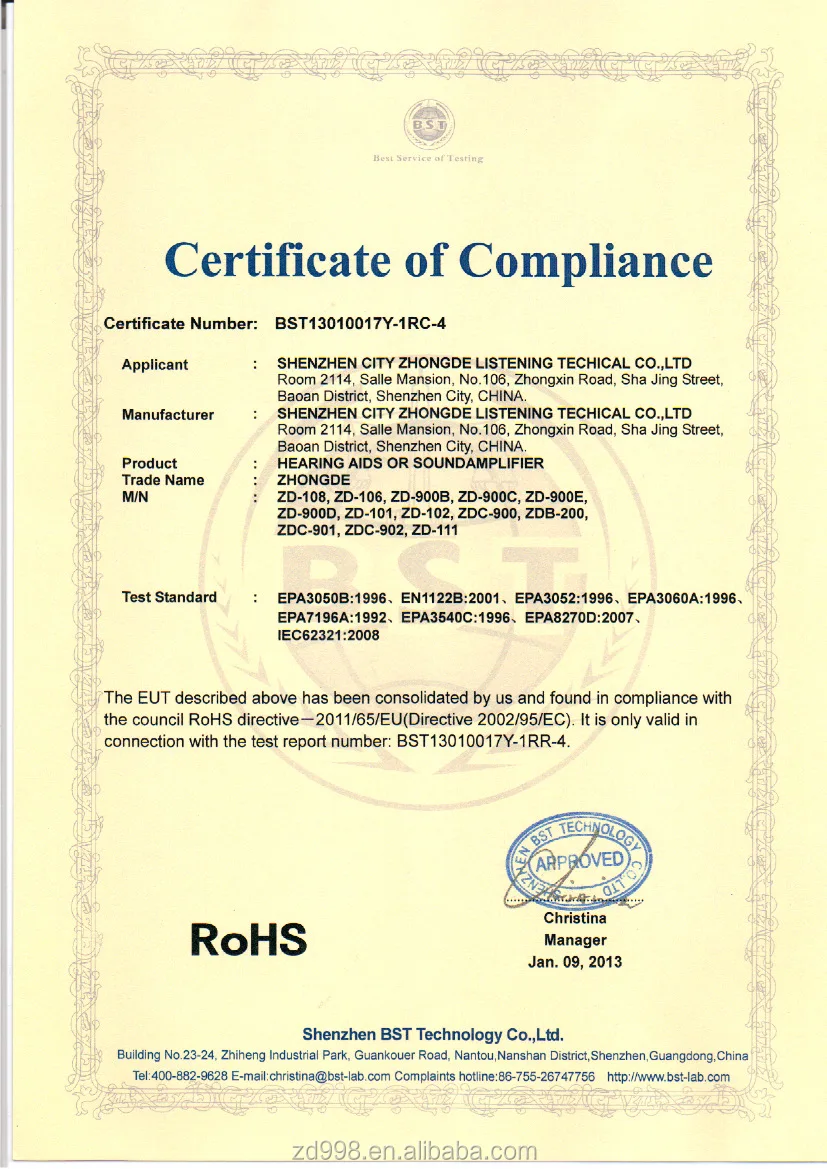 BST
Best Service of Testing
Certificate of Compliance
Certificate Number: BST13010017Y-1RC-4
Applicant : SHENZHEN CITY ZHONGDE LISTENING TECHICAL CO.,LTD
Room 2114, Salle Mansion, No.106, Zhongxin Road, Sha Jing Street,
Baoan District, Shenzhen City, CHINA.
Manufacturer : SHENZHEN CITY ZHONGDE LISTENING TECHICAL CO.,LTD
Room 2114, Salle Mansion, No.106, Zhongxin Road, Sha Jing Street,
Baoan District, Shenzhen City, CHINA.
Product : HEARING AIDS OR SOUNDAMPLIFIER
Trade Name : ZHONGDE
M/N : ZD-108, ZD-106, ZD-900B, ZD-900C, ZD-900E,
ZD-900D, ZD-101, ZD-102, ZDC-900, ZDB-200,
ZDC-901, ZDC-902, ZD-111
BST
Test Standard : EPA3050B:1996、EN1122B:2001、EPA3052:1996、EPA3060A:1996、
EPA7196A:1992、EPA3540C:1996、EPA8270D:2007、
IEC62321:2008
The EUT described above has been consolidated by us and found in compliance with
the council RoHS directive—2011/65/EU(Directive 2002/95/EC). It is only valid in
connection with the test report number: BST13010017Y-1RR-4.
SHENZHEN BST TECHNOLOGY CO.,LTD
APPROVED
Christina
Manager
Jan. 09, 2013
RoHS
Shenzhen BST Technology Co.,Ltd.
Building No.23-24, Zhiheng Industrial Park, Guankouer Road, Nantou,Nanshan District,Shenzhen,Guangdong,China
Tel:400-882-9628 E-mail:christina@bst-lab.com Complaints hotline:86-755-26747756 http://www.bst-lab.com
zd998.en.alibaba.com